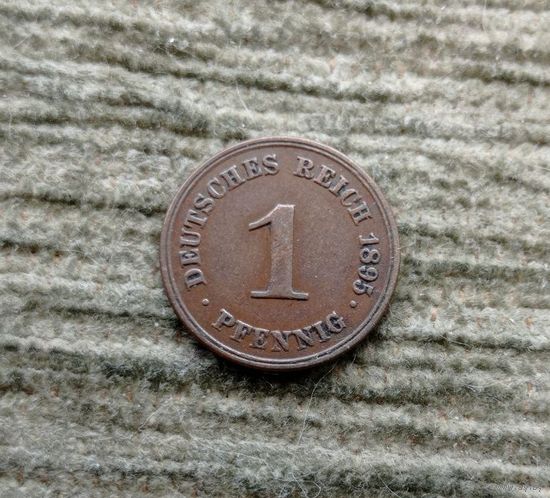 DEUTSCHES REICH 1895
1
· PFENNIG ·